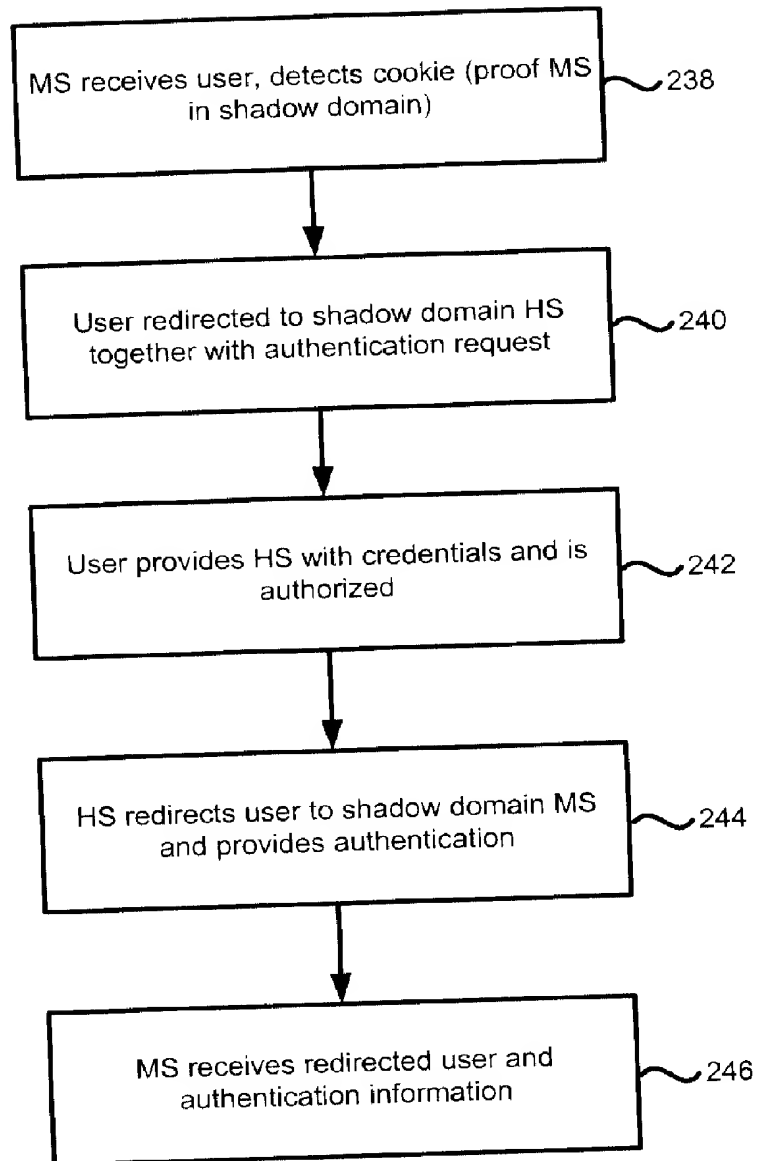 MS receives user, detects cookie (proof MS
in shadow domain)
238
User redirected to shadow domain HS
together with authentication request
240
User provides HS with credentials and is
authorized
242
HS redirects user to shadow domain MS
and provides authentication
244
MS receives redirected user and
authentication information
246